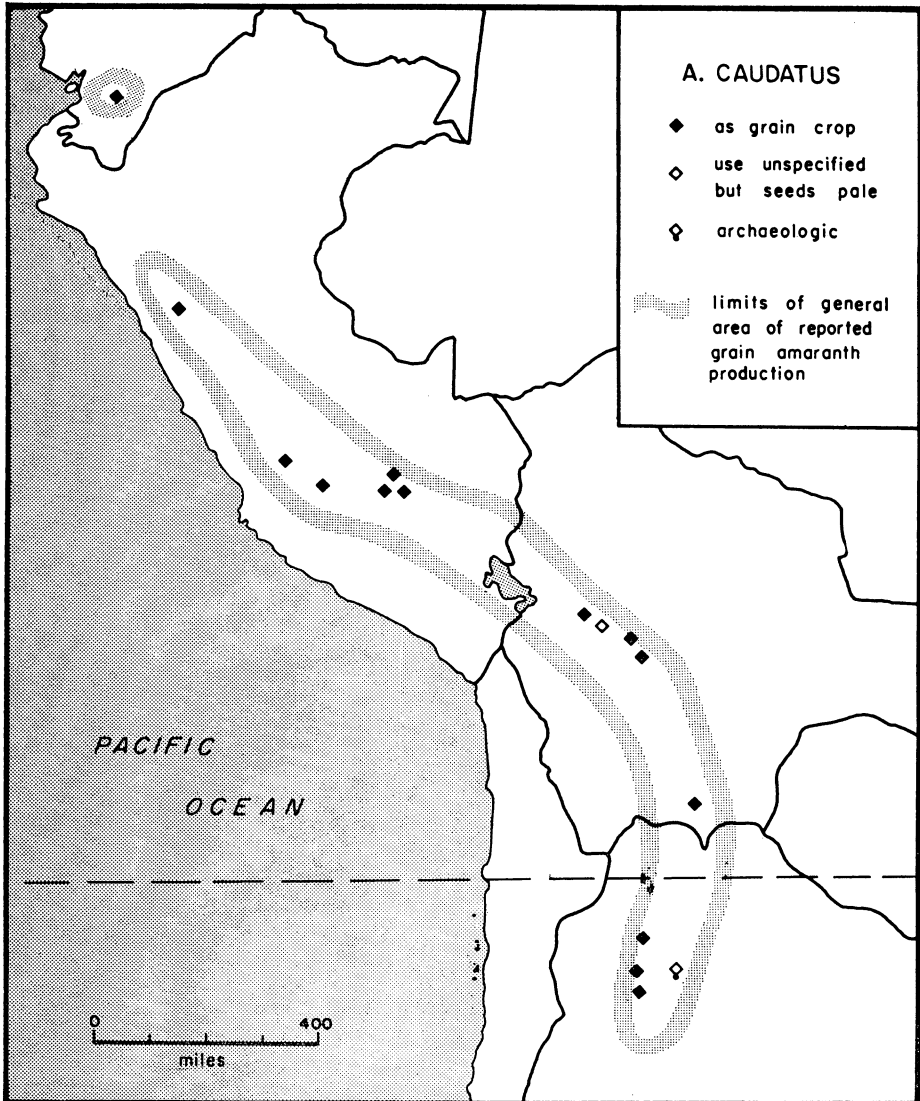 A. CAUDATUS
as grain crop
use unspecified
but seeds pale
archaeologic
limits of general
area of reported
grain amaranth
production
PACIFIC
OCEAN
0 400
miles